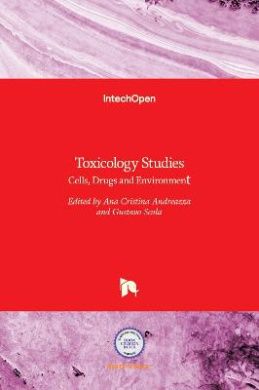 IntechOpen
Toxicology Studies
Cells, Drugs and Environment
Edited by Ana Cristina Andreazza
and Gustavo Scola